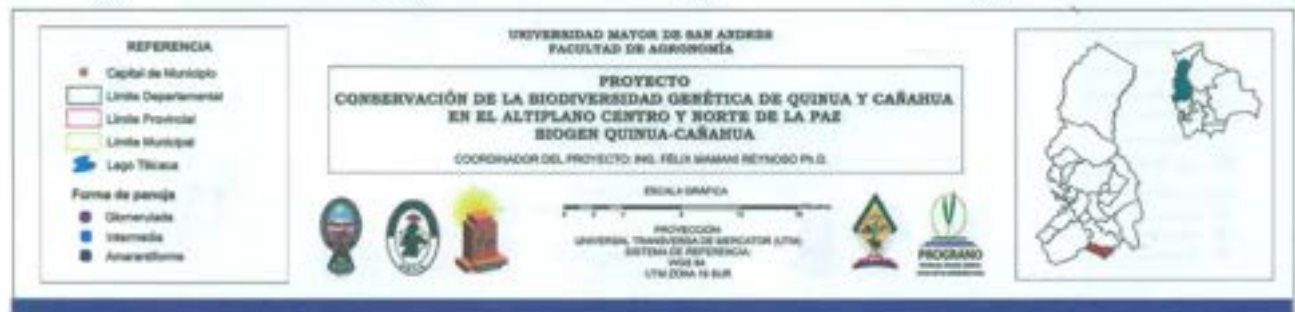 REFERENCIA
Capital de Municipio
Límite Departamental
Límite Provincial
Límite Municipal
Lago Titicaca
Forma de panoja
Glomerulada
Intermedia
Amarantiforme
UNIVERSIDAD MAYOR DE SAN ANDRES
FACULTAD DE AGRONOMÍA
PROYECTO
CONSERVACIÓN DE LA BIODIVERSIDAD GENÉTICA DE QUINUA Y CAÑAHUA
EN EL ALTIPLANO CENTRO Y NORTE DE LA PAZ
BIOGEN QUINUA-CAÑAHUA
COORDINADOR DEL PROYECTO: ING. FÉLIX MAMANI REYNOSO Ph.D.
ESCALA GRÁFICA
PROYECCIÓN:
UNIVERSAL TRANSVERSA DE MERCATOR (UTM)
SISTEMA DE REFERENCIA:
WGS 84
UTM ZONA 19 SUR
PROGRANO